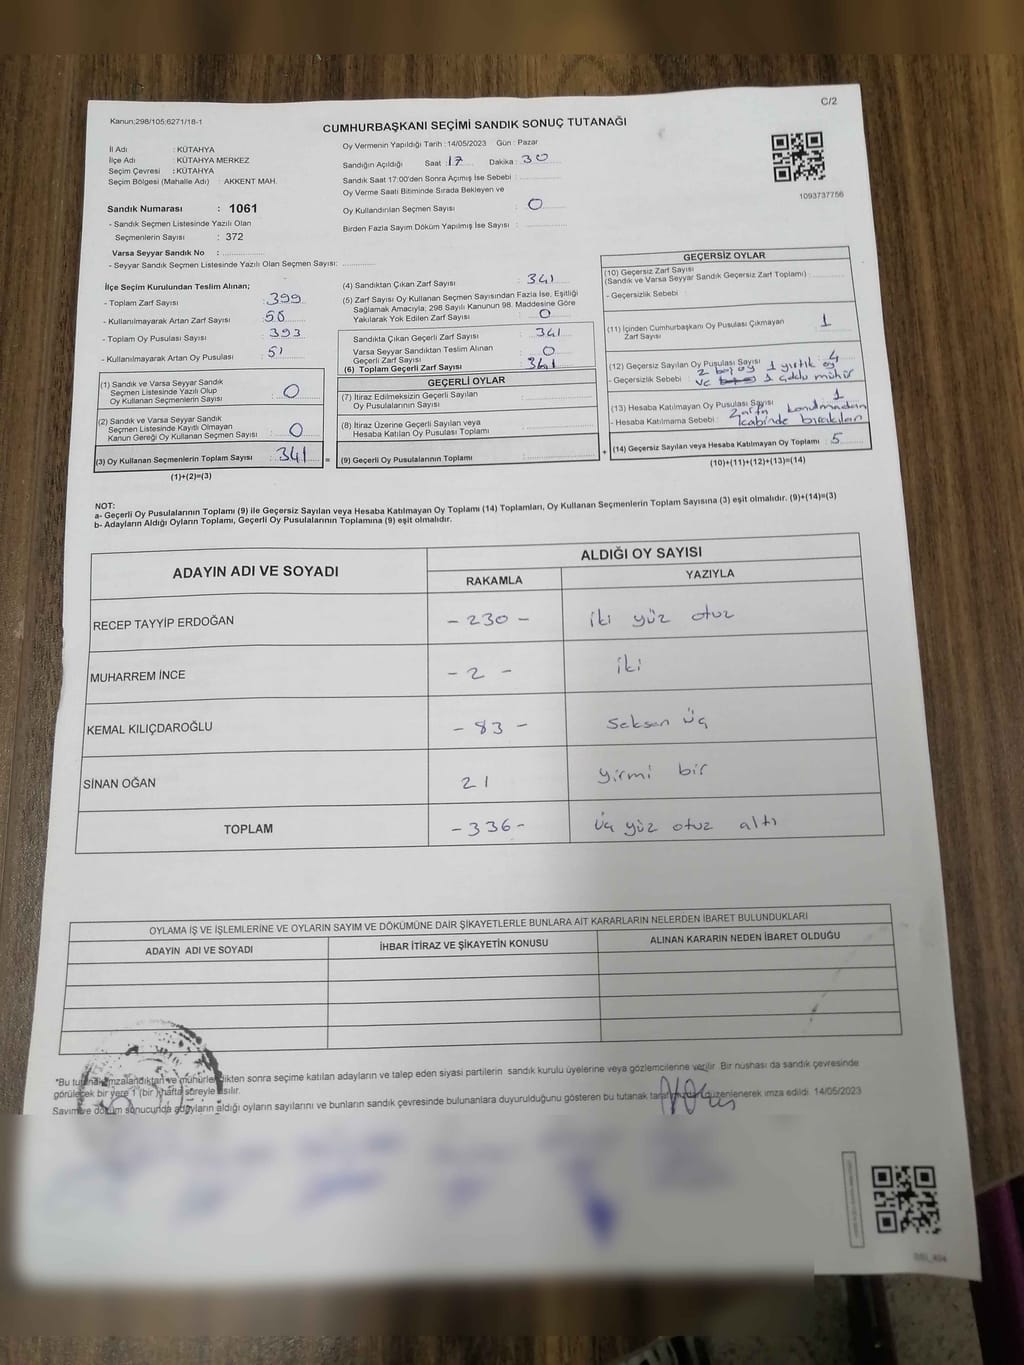 C/2
Kanun;298/105;6271/18-1
CUMHURBAŞKANI SEÇİMİ SANDIK SONUÇ TUTANAĞI
İl Adı : KÜTAHYA
İlçe Adı : KÜTAHYA MERKEZ
Seçim Çevresi : KÜTAHYA
Seçim Bölgesi (Mahalle Adı) : AKKENT MAH.
Sandık Numarası : 1061
- Sandık Seçmen Listesinde Yazılı Olan
Seçmenlerin Sayısı : 372
Varsa Seyyar Sandık No :
- Seyyar Sandık Seçmen Listesinde Yazılı Olan Seçmen Sayısı:
Oy Vermenin Yapıldığı Tarih :14/05/2023 Gün : Pazar
Sandığın Açıldığı Saat : 17 Dakika : 30
Sandık Saat 17:00'den Sonra Açımış İse Sebebi :
Oy Verme Saati Bitiminde Sırada Bekleyen ve
Oy Kullandırılan Seçmen Sayısı : 0
Birden Fazla Sayım Döküm Yapılmış İse Sayısı :
1093737756
İlçe Seçim Kurulundan Teslim Alınan;
- Toplam Zarf Sayısı : 399
- Kullanılmayarak Artan Zarf Sayısı : 58
- Toplam Oy Pusulası Sayısı : 393
- Kullanılmayarak Artan Oy Pusulası : 51
(1) Sandık ve Varsa Seyyar Sandık
Seçmen Listesinde Yazılı Olup
Oy Kullanan Seçmenlerin Sayısı : 0
(2) Sandık ve Varsa Seyyar Sandık
Seçmen Listesinde Kayıtlı Olmayan
Kanun Gereği Oy Kullanan Seçmen Sayısı : 0
(3) Oy Kullanan Seçmenlerin Toplam Sayısı : 341 =
(1)+(2)=(3)
(4) Sandıktan Çıkan Zarf Sayısı : 341
(5) Zarf Sayısı Oy Kullanan Seçmen Sayısından Fazla İse, Eşitliği
Sağlamak Amacıyla; 298 Sayılı Kanunun 98. Maddesine Göre
Yakılarak Yok Edilen Zarf Sayısı : 0
Sandıkta Çıkan Geçerli Zarf Sayısı : 341
Varsa Seyyar Sandıktan Teslim Alınan
Geçerli Zarf Sayısı : 0
(6) Toplam Geçerli Zarf Sayısı : 341
GEÇERLİ OYLAR
(7) İtiraz Edilmeksizin Geçerli Sayılan
Oy Pusulalarının Sayısı :
(8) İtiraz Üzerine Geçerli Sayılan veya
Hesaba Katılan Oy Pusulası Toplamı :
(9) Geçerli Oy Pusulalarının Toplamı : +
GEÇERSİZ OYLAR
(10) Geçersiz Zarf Sayısı
(Sandık ve Varsa Seyyar Sandık Geçersiz Zarf Toplamı) :
- Geçersizlik Sebebi :
(11) İçinden Cumhurbaşkanı Oy Pusulası Çıkmayan
Zarf Sayısı : 1
(12) Geçersiz Sayılan Oy Pusulası Sayısı : 4
- Geçersizlik Sebebi : 2 boş oy 1 yırtık oy
ve 1 çoklu mühür
(13) Hesaba Katılmayan Oy Pusulası Sayısı : 1
- Hesaba Katılmama Sebebi : Zarfa konulmadan
kabinde bırakılan
(14) Geçersiz Sayılan veya Hesaba Katılmayan Oy Toplamı : 5
(10)+(11)+(12)+(13)=(14)
NOT:
a- Geçerli Oy Pusulalarının Toplamı (9) ile Geçersiz Sayılan veya Hesaba Katılmayan Oy Toplamı (14) Toplamları, Oy Kullanan Seçmenlerin Toplam Sayısına (3) eşit olmalıdır. (9)+(14)=(3)
b- Adayların Aldığı Oyların Toplamı, Geçerli Oy Pusulalarının Toplamına (9) eşit olmalıdır.
ADAYIN ADI VE SOYADI
ALDIĞI OY SAYISI
RAKAMLA YAZIYLA
RECEP TAYYİP ERDOĞAN - 230 - iki yüz otuz
MUHARREM İNCE - 2 - iki
KEMAL KILIÇDAROĞLU - 83 - Seksen üç
SİNAN OĞAN 21 yirmi bir
TOPLAM - 336 - üç yüz otuz altı
OYLAMA İŞ VE İŞLEMLERİNE VE OYLARIN SAYIM VE DÖKÜMÜNE DAİR ŞİKAYETLERLE BUNLARA AİT KARARLARIN NELERDEN İBARET BULUNDUKLARI
ADAYIN ADI VE SOYADI İHBAR İTİRAZ VE ŞİKAYETİN KONUSU ALINAN KARARIN NEDEN İBARET OLDUĞU
*Bu tutanak imzalandıktan ve mühürlendikten sonra seçime katılan adayların ve talep eden siyasi partilerin sandık kurulu üyelerine veya gözlemcilerine verilir. Bir nüshası da sandık çevresinde
görülecek bir yere 1 (bir) hafta süreyle asılır.
Sayım ve döküm sonucunda adayların aldığı oyların sayılarını ve bunların sandık çevresinde bulunanlara duyurulduğunu gösteren bu tutanak düzenlenerek imza edildi. 14/05/2023